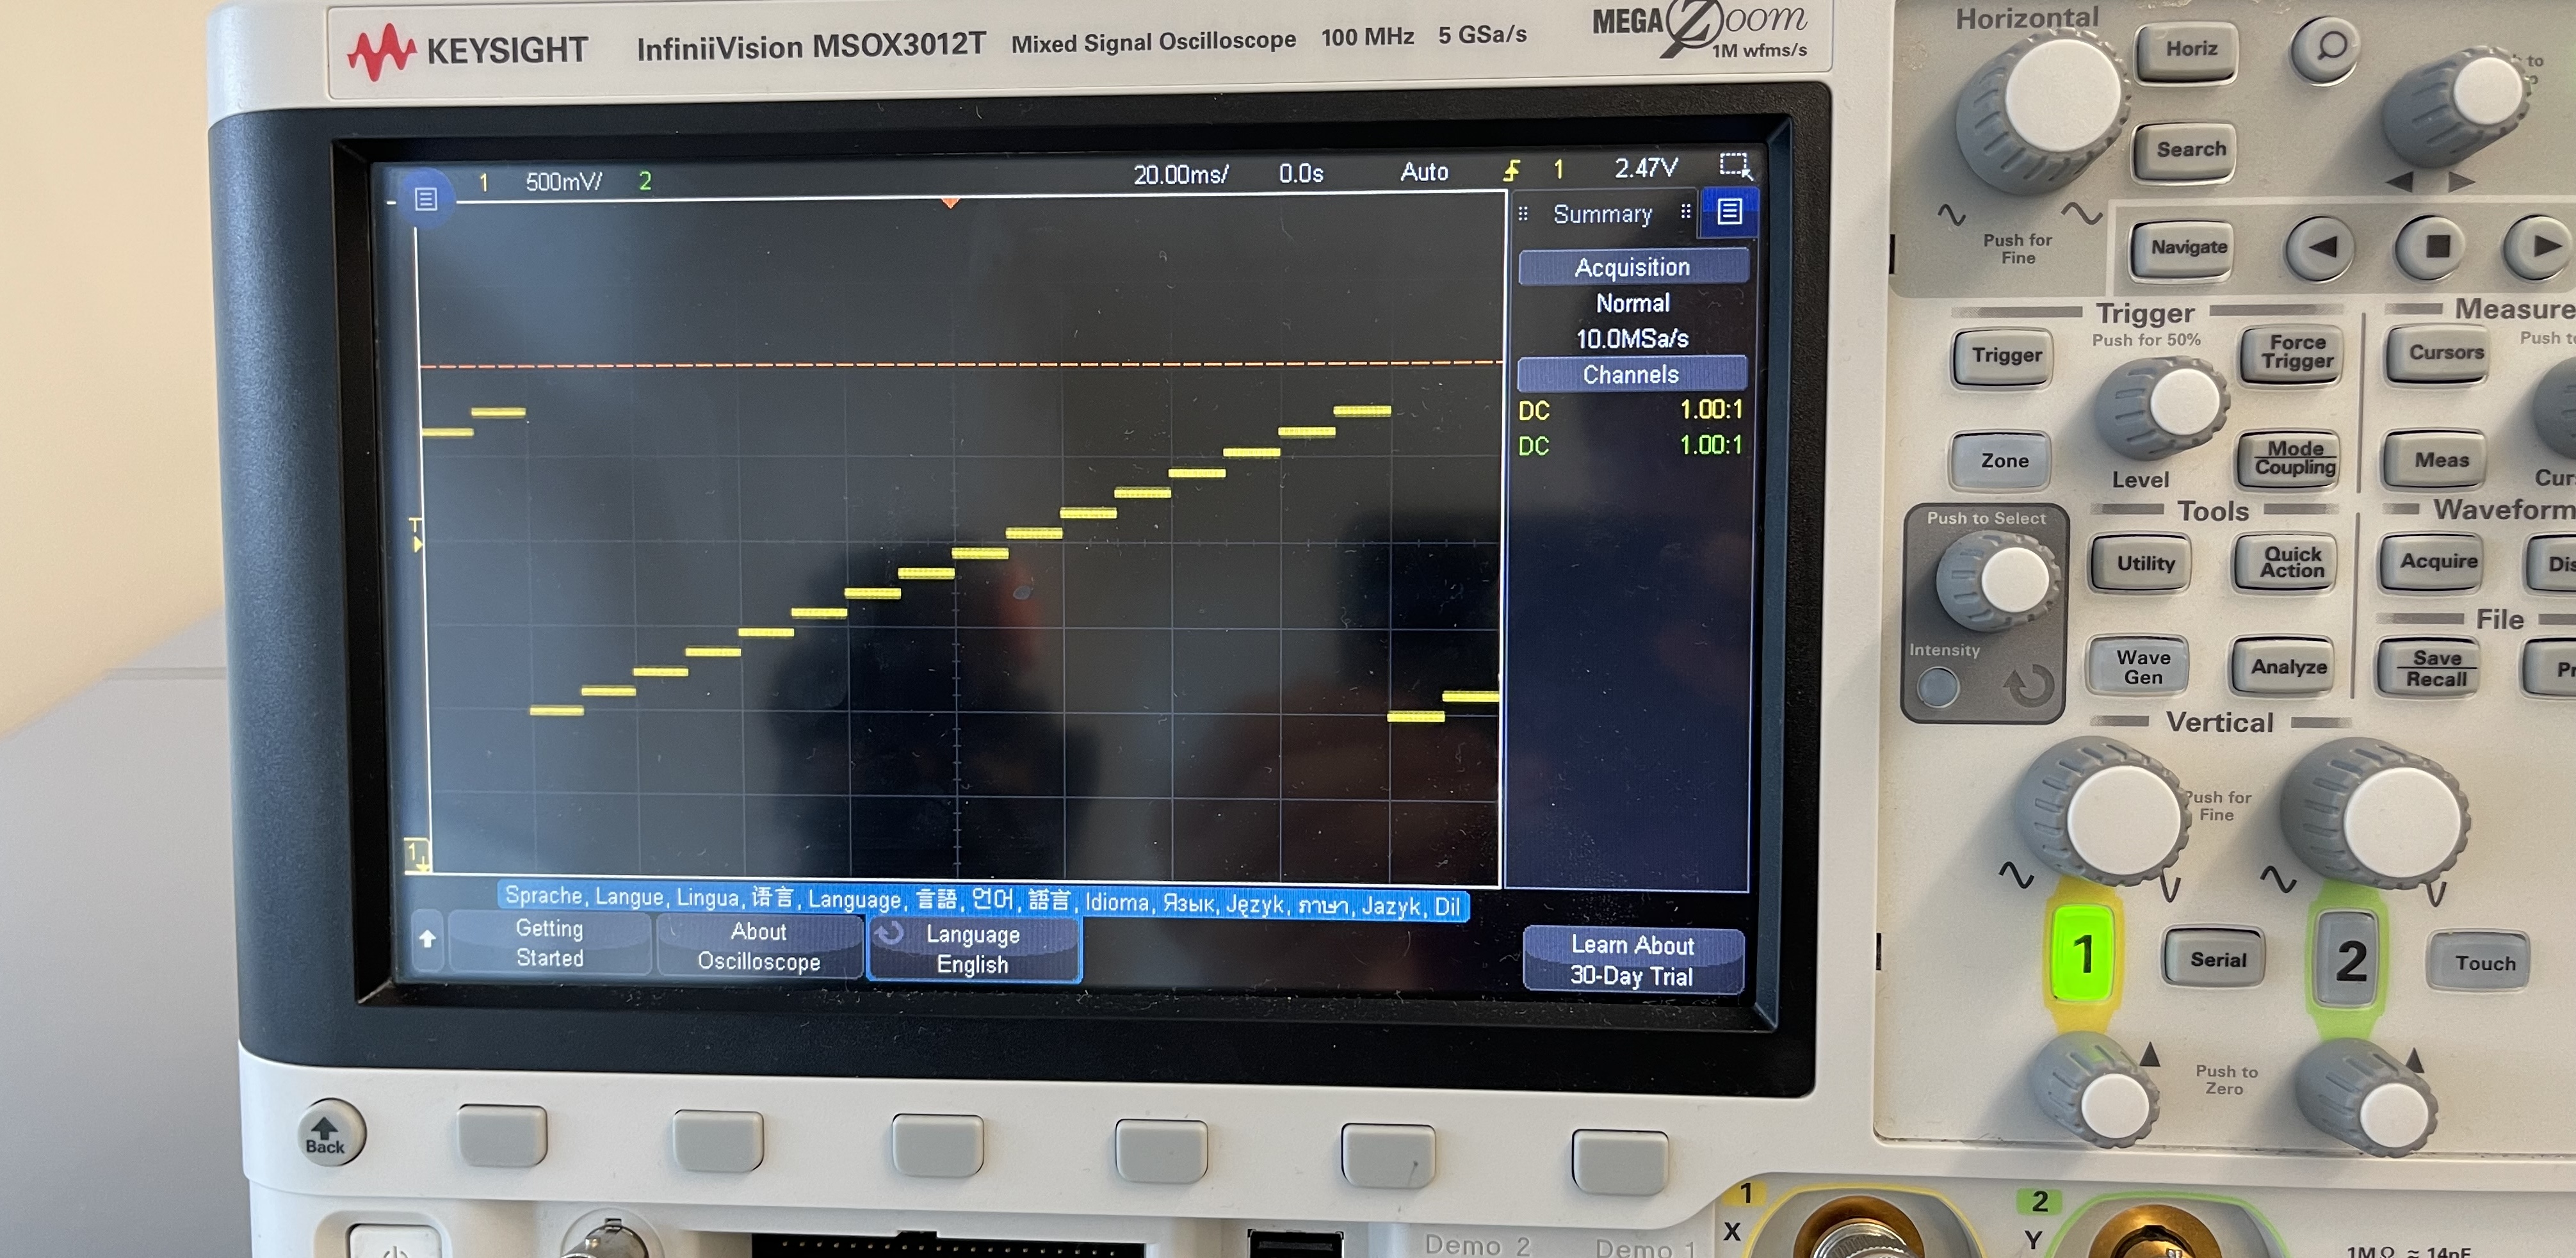 KEYSIGHT InfiniiVision MSOX3012T Mixed Signal Oscilloscope 100 MHz 5 GSa/s MEGA Zoom
1M wfms/s
1 500mV/ 2 20.00ms/ 0.0s Auto 1 2.47V
Summary
Acquisition
Normal
10.0MSa/s
Channels
DC 1.00:1
DC 1.00:1
T
1
Sprache, Langue, Lingua, 语言, Language, 言語, 언어, 語言, Idioma, Язык, Język, ภาษา, Jazyk, Dil
Getting
Started
About
Oscilloscope
Language
English
Learn About
30-Day Trial
Back
Horizontal
Horiz
Search
Navigate
Push for
Fine
to
Trigger
Push for 50%
Trigger
Force
Trigger
Zone
Level
Mode
Coupling
Measure
Cursors
Meas
Push to Select
Intensity
Tools
Utility
Quick
Action
Wave
Gen
Analyze
Waveform
Acquire
File
Save
Recall
Vertical
Push for
Fine
1
Serial
2
Touch
Push to
Zero
1
X
2
Y
Demo 2
Demo 1
1MΩ ≈ 14pF